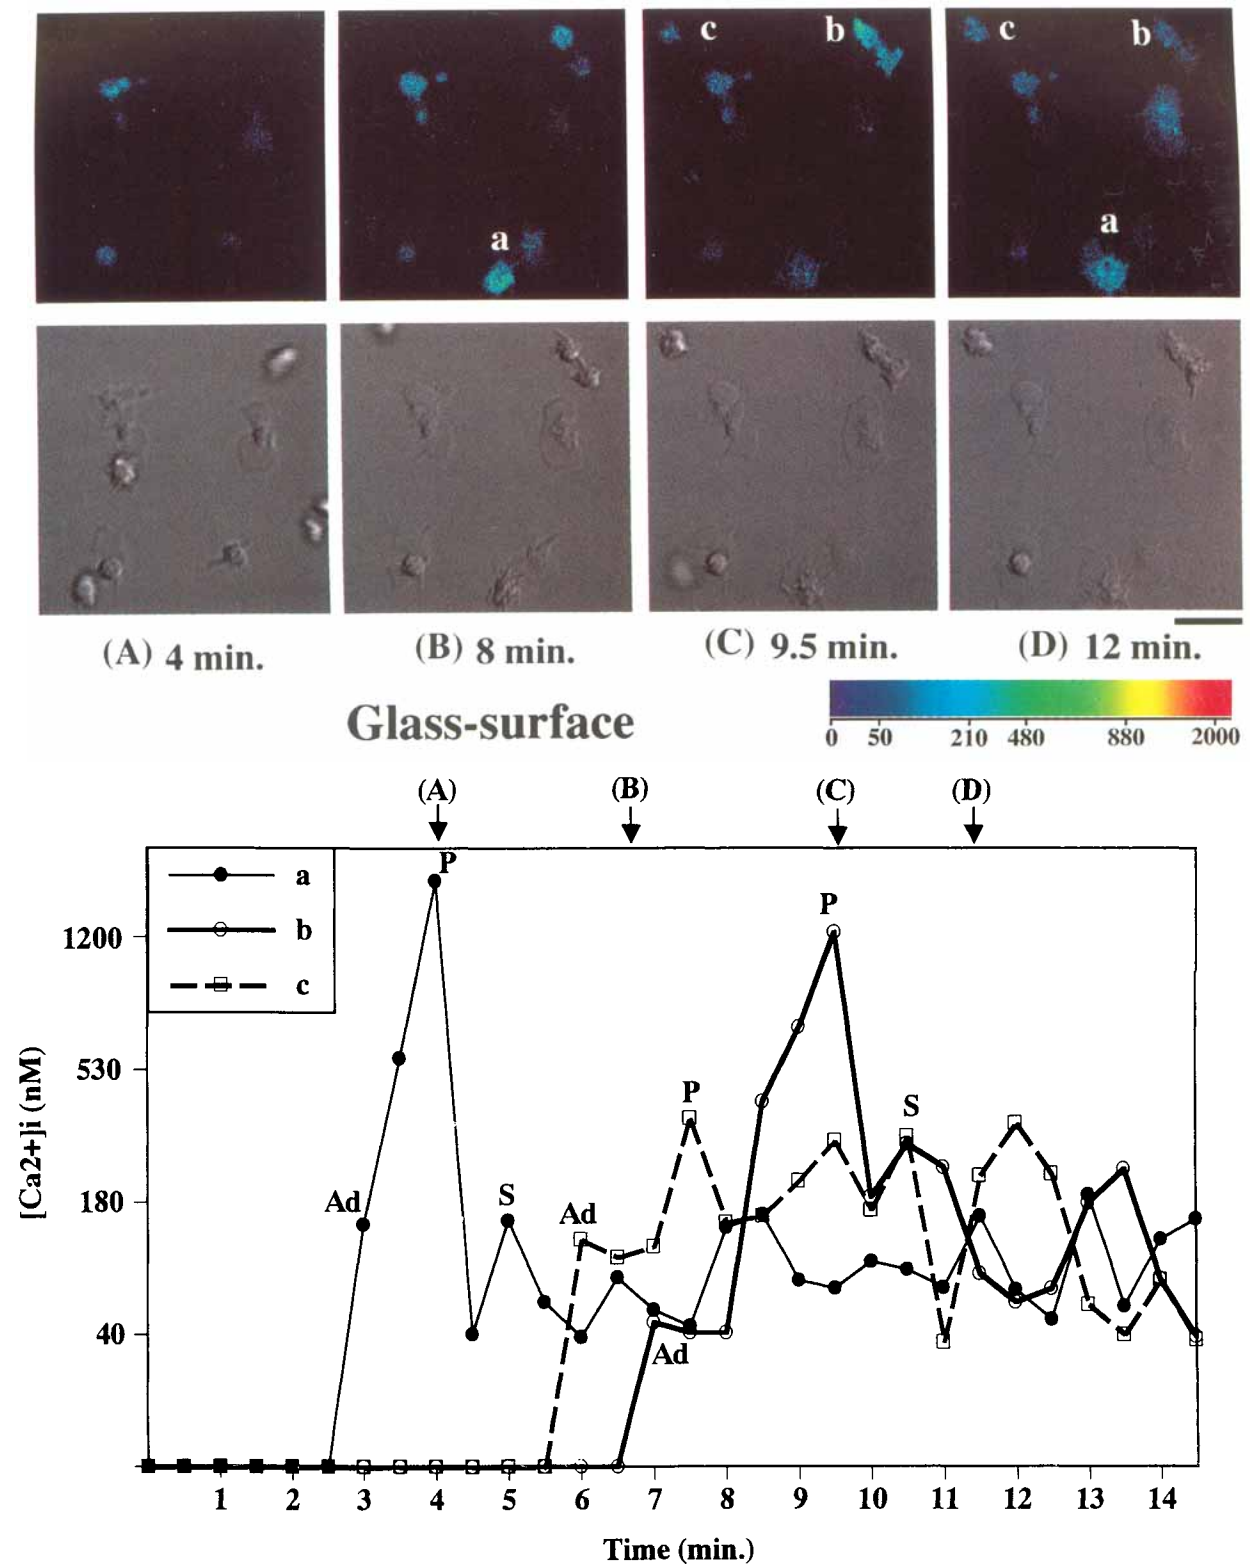 c b c b
a a
(A) 4 min. (B) 8 min. (C) 9.5 min. (D) 12 min.
Glass-surface
0 50 210 480 880 2000
(A) (B) (C) (D)
P
a
P
1200
b
c
530
P
S
[Ca2+]i (nM)
180
Ad S Ad
40
Ad
1 2 3 4 5 6 7 8 9 10 11 12 13 14
Time (min.)